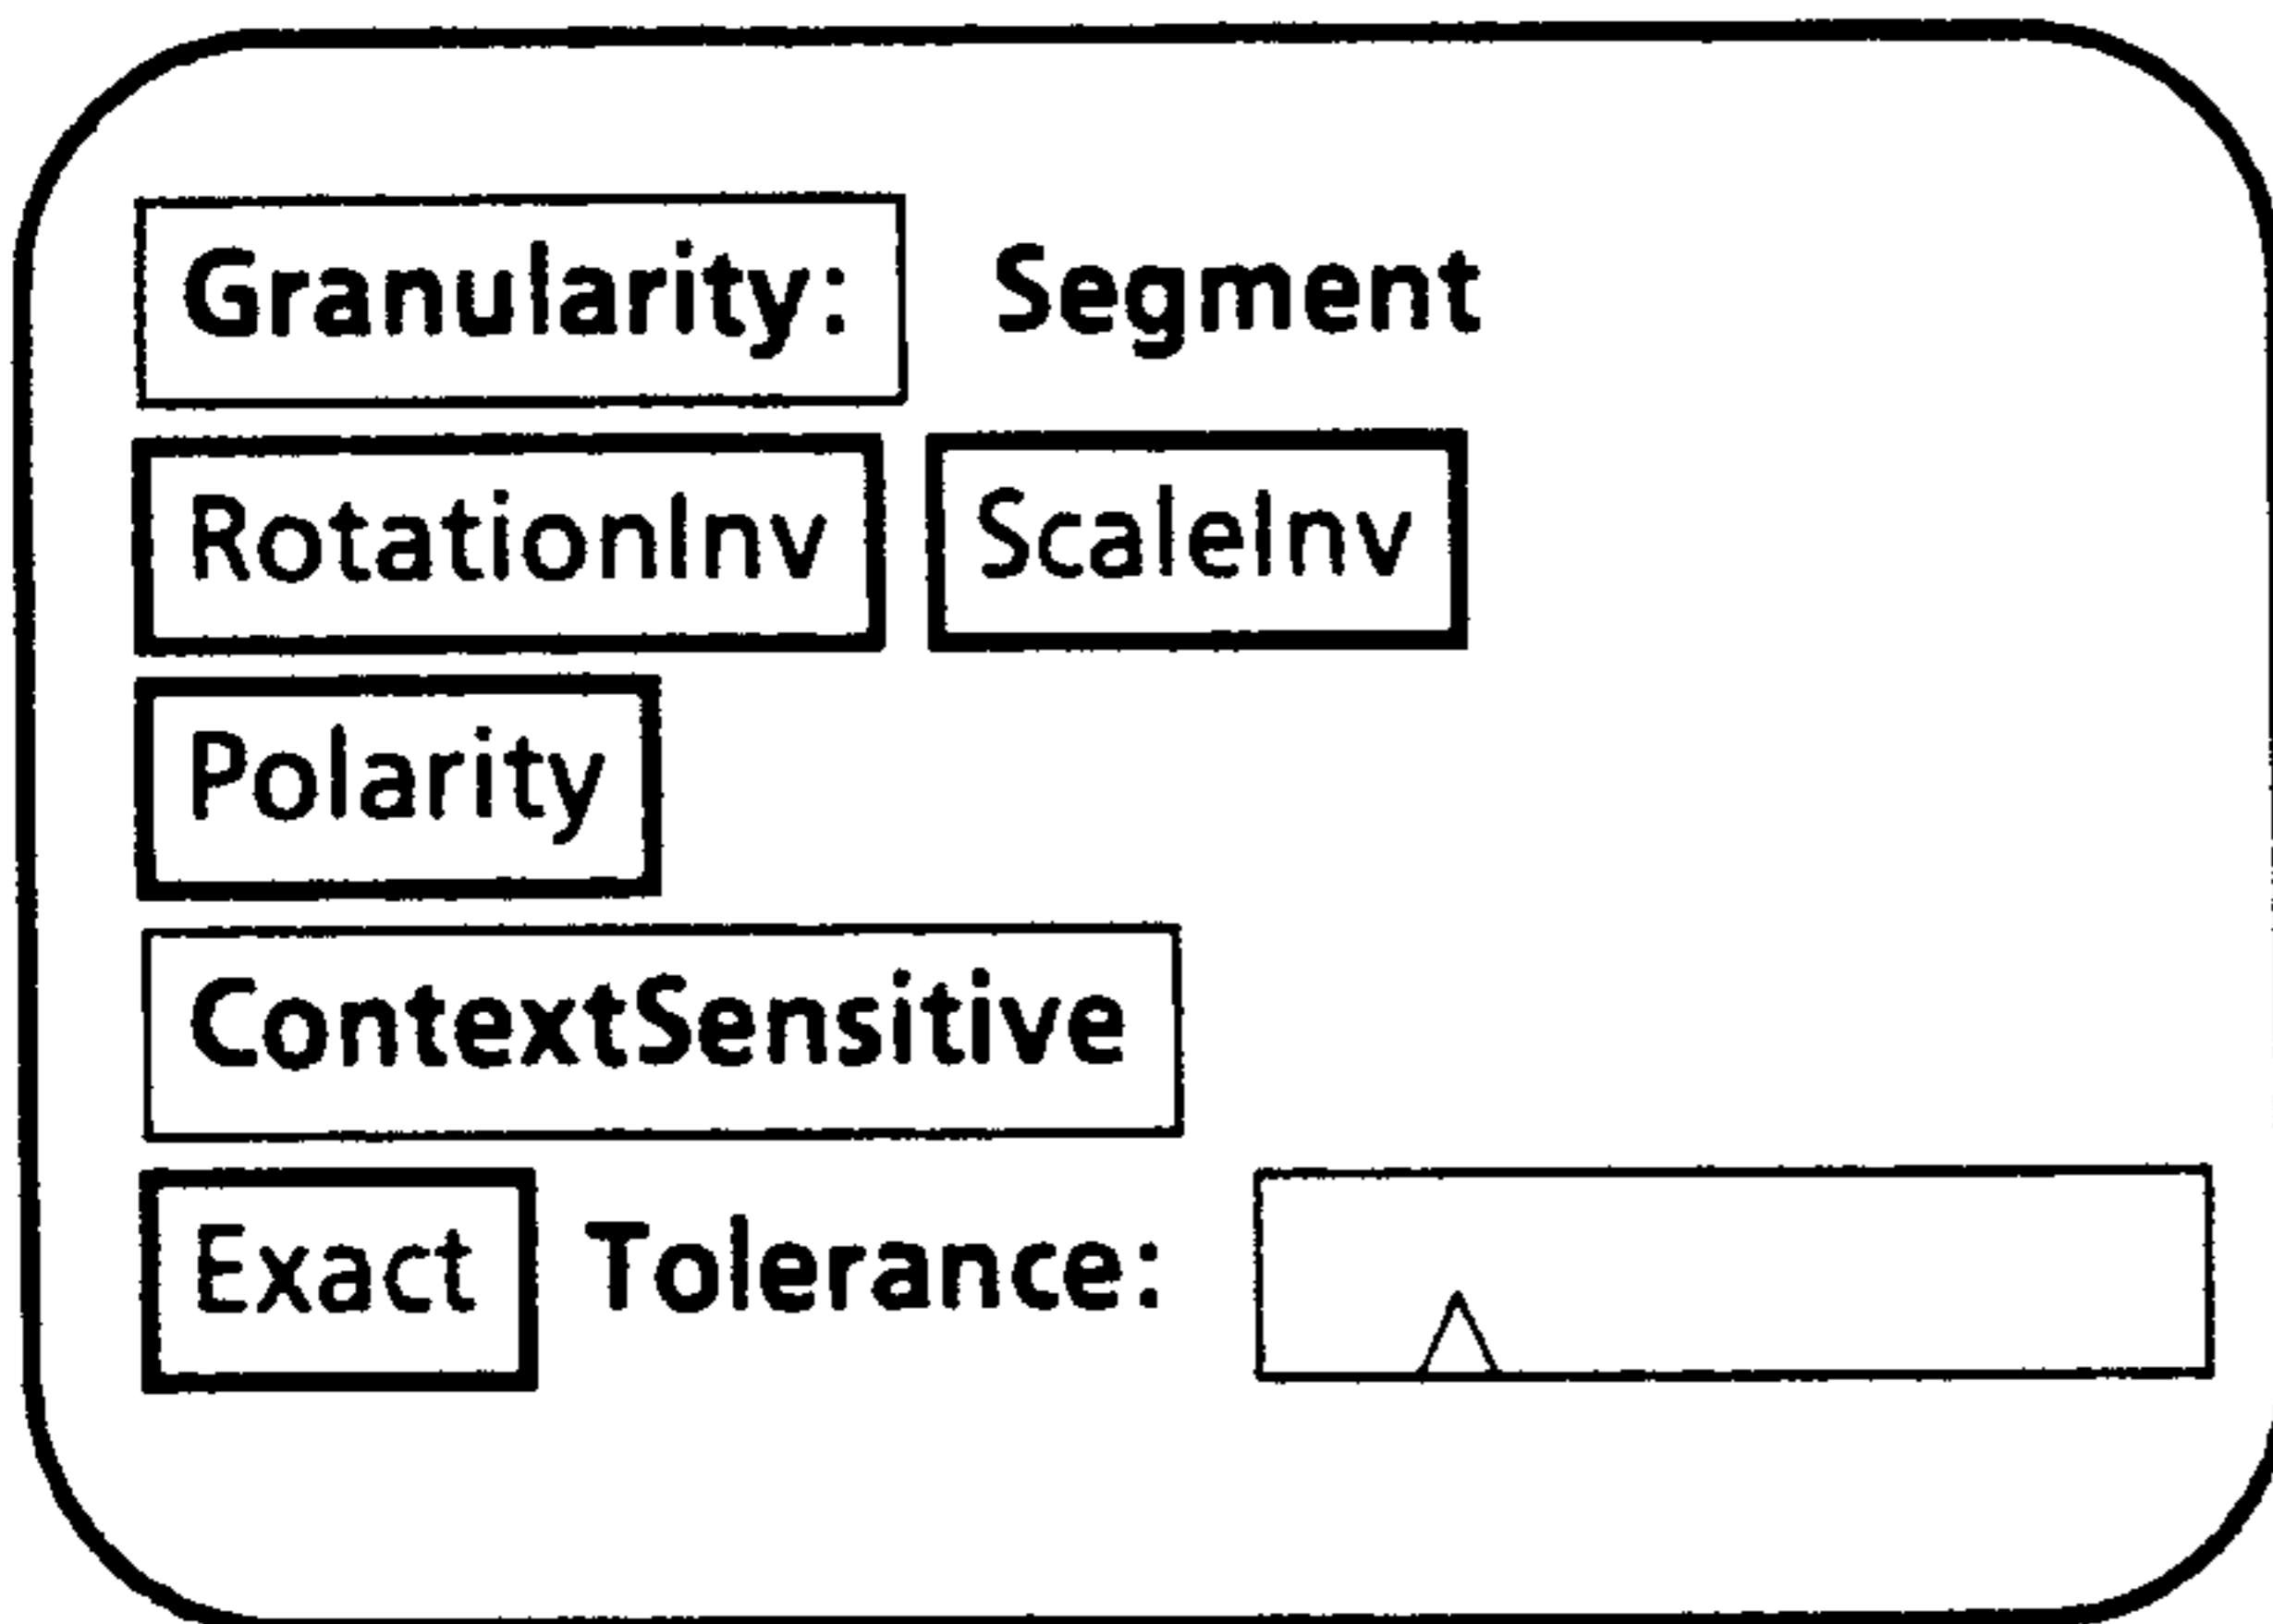 Granularity: Segment
RotationInv ScaleInv
Polarity
ContextSensitive
Exact Tolerance: